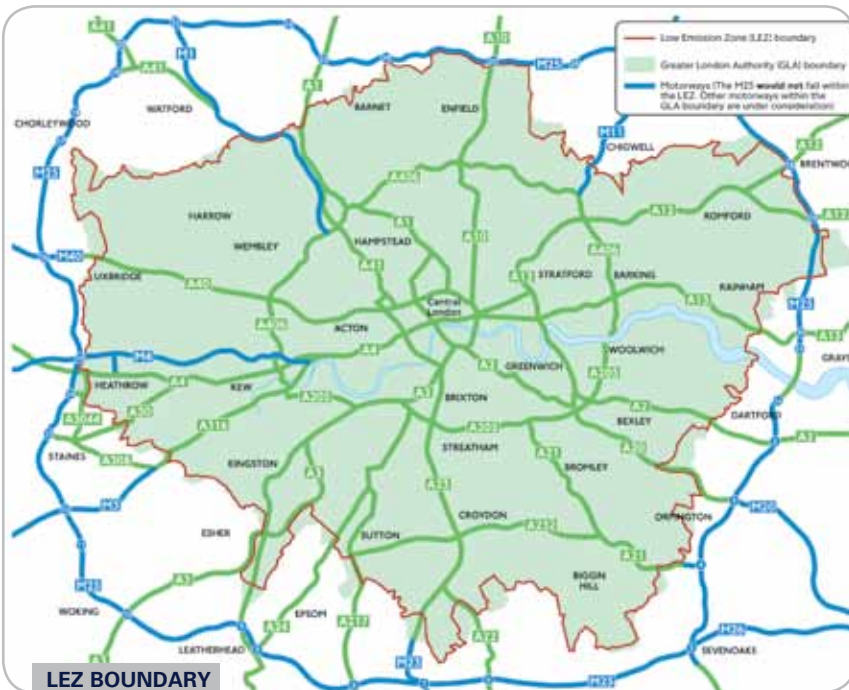 Low Emission Zone (LEZ) boundary
Greater London Authority (GLA) boundary
Motorways (The M25 would not fall within
the LEZ. Other motorways within the
GLA boundary are under consideration)
A41
M1
A10
M25
A41
A1
BARNET
ENFIELD
WATFORD
CHORLEYWOOD
M11
CHIGWELL
A12
BRENTWOO
M25
A406
HARROW
A1
A12
ROMFORD
A12
WEMBLEY
HAMPSTEAD
A10
A406
M40
UXBRIDGE
A41
STRATFORD
BARKING
A40
RAINHAM
Central
London
A13
M25
A406
ACTON
A13
M4
A4
WOOLWICH
GRAYS
A2
GREENWICH
HEATHROW
A4
KEW
A205
A3
BRIXTON
A205
A2
DARTFORD
A30
A316
A205
BEXLEY
A2
STREATHAM
A20
STAINES
A308
KINGSTON
A21
BROMLEY
A3
A23
M3
CROYDON
ORPINGTON
M20
ESHER
SUTTON
A232
A21
M25
A3
BIGGIN
HILL
WOKING
EPSOM
A217
A24
A22
M26
LEATHERHEAD
M23
M25
SEVENOAKS
A3
LEZ BOUNDARY